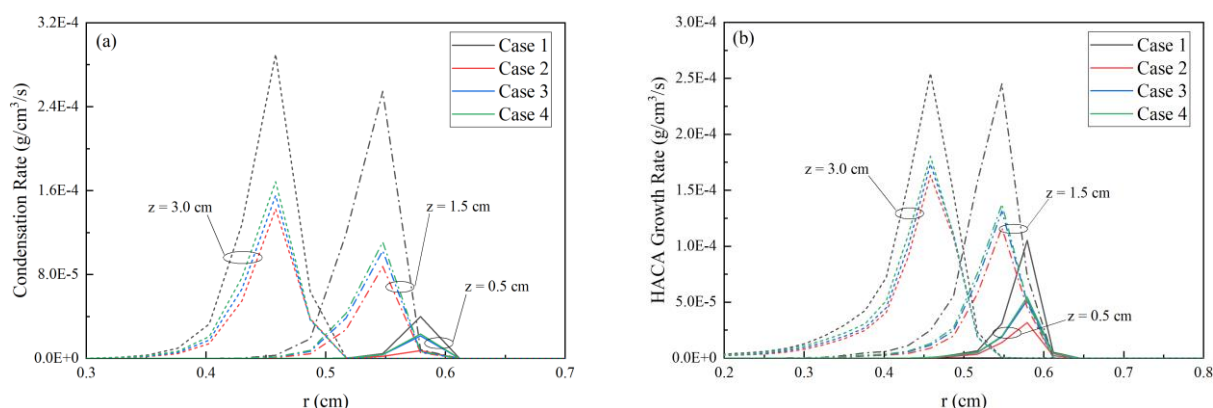 (a)
Condensation Rate (g/cm³/s)
3.2E-4
2.4E-4
1.6E-4
8.0E-5
0.0E+0
0.3
0.4
0.5
0.6
0.7
r (cm)
Case 1
Case 2
Case 3
Case 4
z = 3.0 cm
z = 1.5 cm
z = 0.5 cm
(b)
HACA Growth Rate (g/cm³/s)
3.0E-4
2.5E-4
2.0E-4
1.5E-4
1.0E-4
5.0E-5
0.0E+0
0.2
0.3
0.4
0.5
0.6
0.7
0.8
r (cm)
Case 1
Case 2
Case 3
Case 4
z = 3.0 cm
z = 1.5 cm
z = 0.5 cm